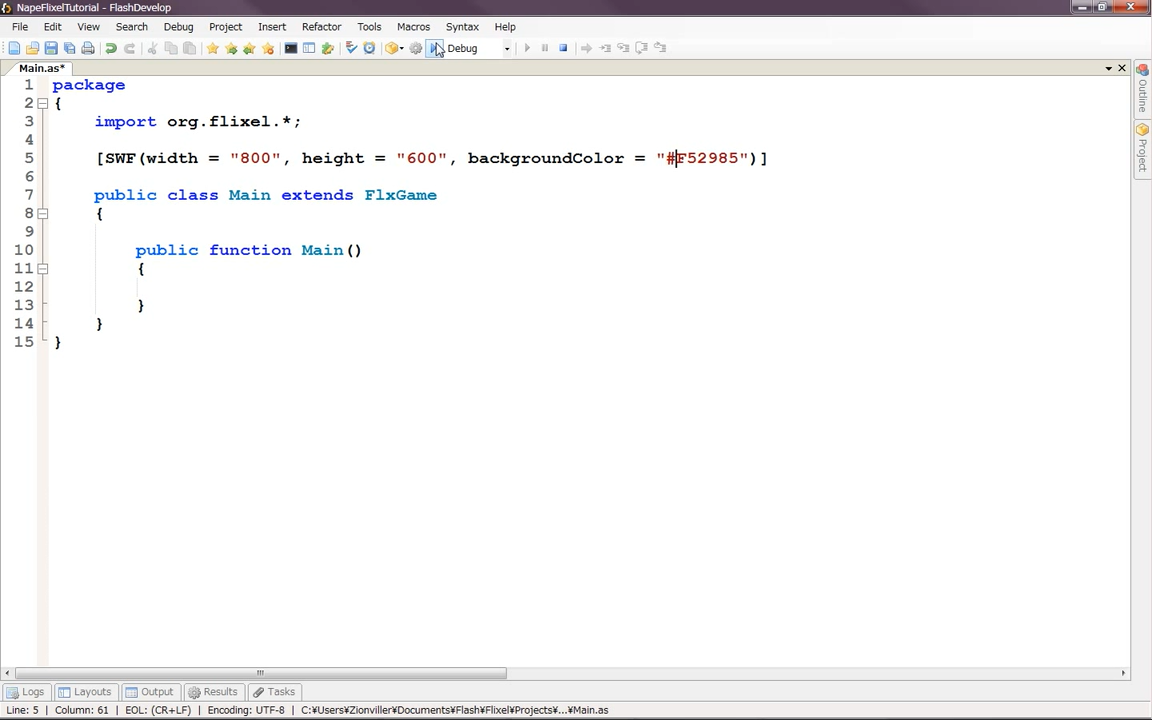 NapeFlixelTutorial - FlashDevelop
File Edit View Search Debug Project Insert Refactor Tools Macros Syntax Help
Debug
Main.as*
Outline
Project
1 package
2 {
3 import org.flixel.*;
4
5 [SWF(width = "800", height = "600", backgroundColor = "#F52985")]
6
7 public class Main extends FlxGame
8 {
9
10 public function Main()
11 {
12
13 }
14 }
15 }
Logs Layouts Output Results Tasks
Line: 5 Column: 61 EOL: (CR+LF) Encoding: UTF-8 C:¥Users¥Zionviller¥Documents¥Flash¥Flixel¥Projects¥...¥Main.as